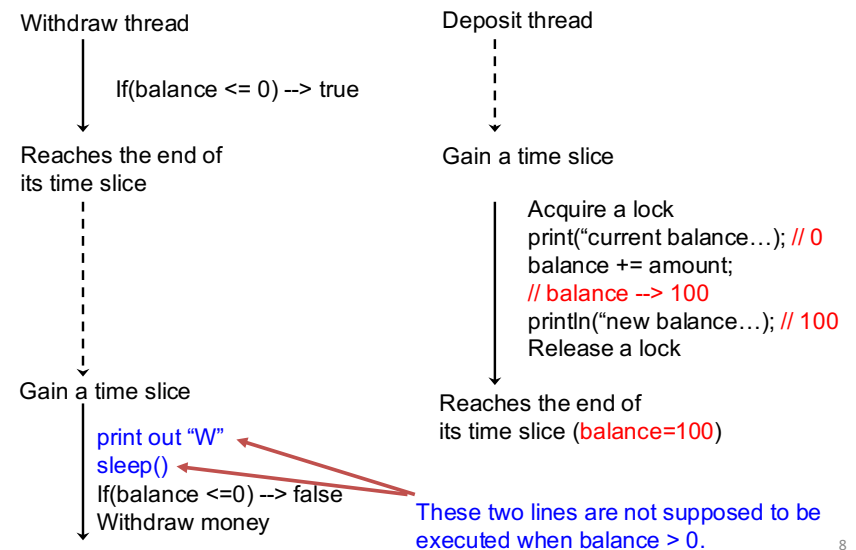 Withdraw thread
If(balance <= 0) --> true
Reaches the end of
its time slice
Gain a time slice
print out “W”
sleep()
If(balance <=0) --> false
Withdraw money
Deposit thread
Gain a time slice
Acquire a lock
print(“current balance…); // 0
balance += amount;
// balance --> 100
println(“new balance…); // 100
Release a lock
Reaches the end of
its time slice (balance=100)
These two lines are not supposed to be
executed when balance > 0.
8